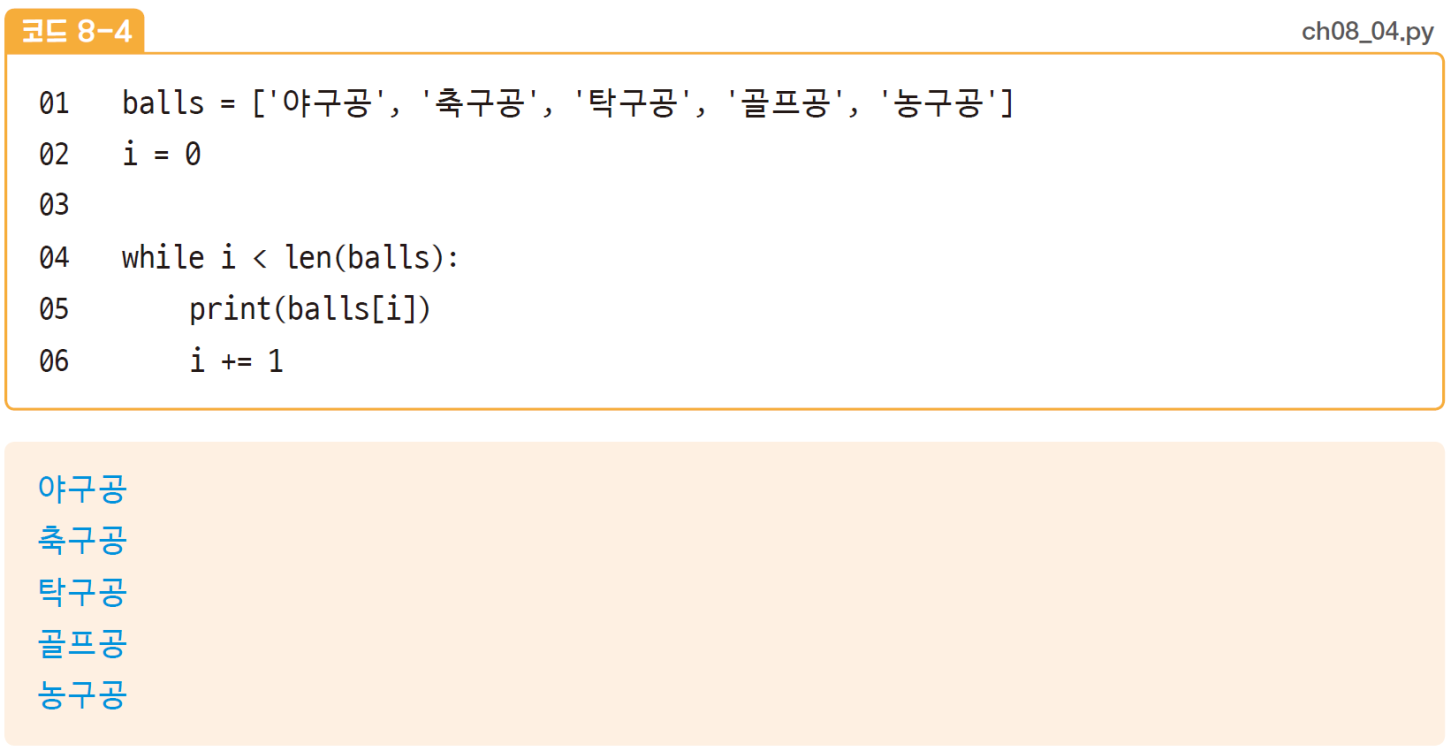 코드 8-4
ch08_04.py
01 balls = ['야구공', '축구공', '탁구공', '골프공', '농구공']
02 i = 0
03
04 while i < len(balls):
05     print(balls[i])
06     i += 1
야구공
축구공
탁구공
골프공
농구공